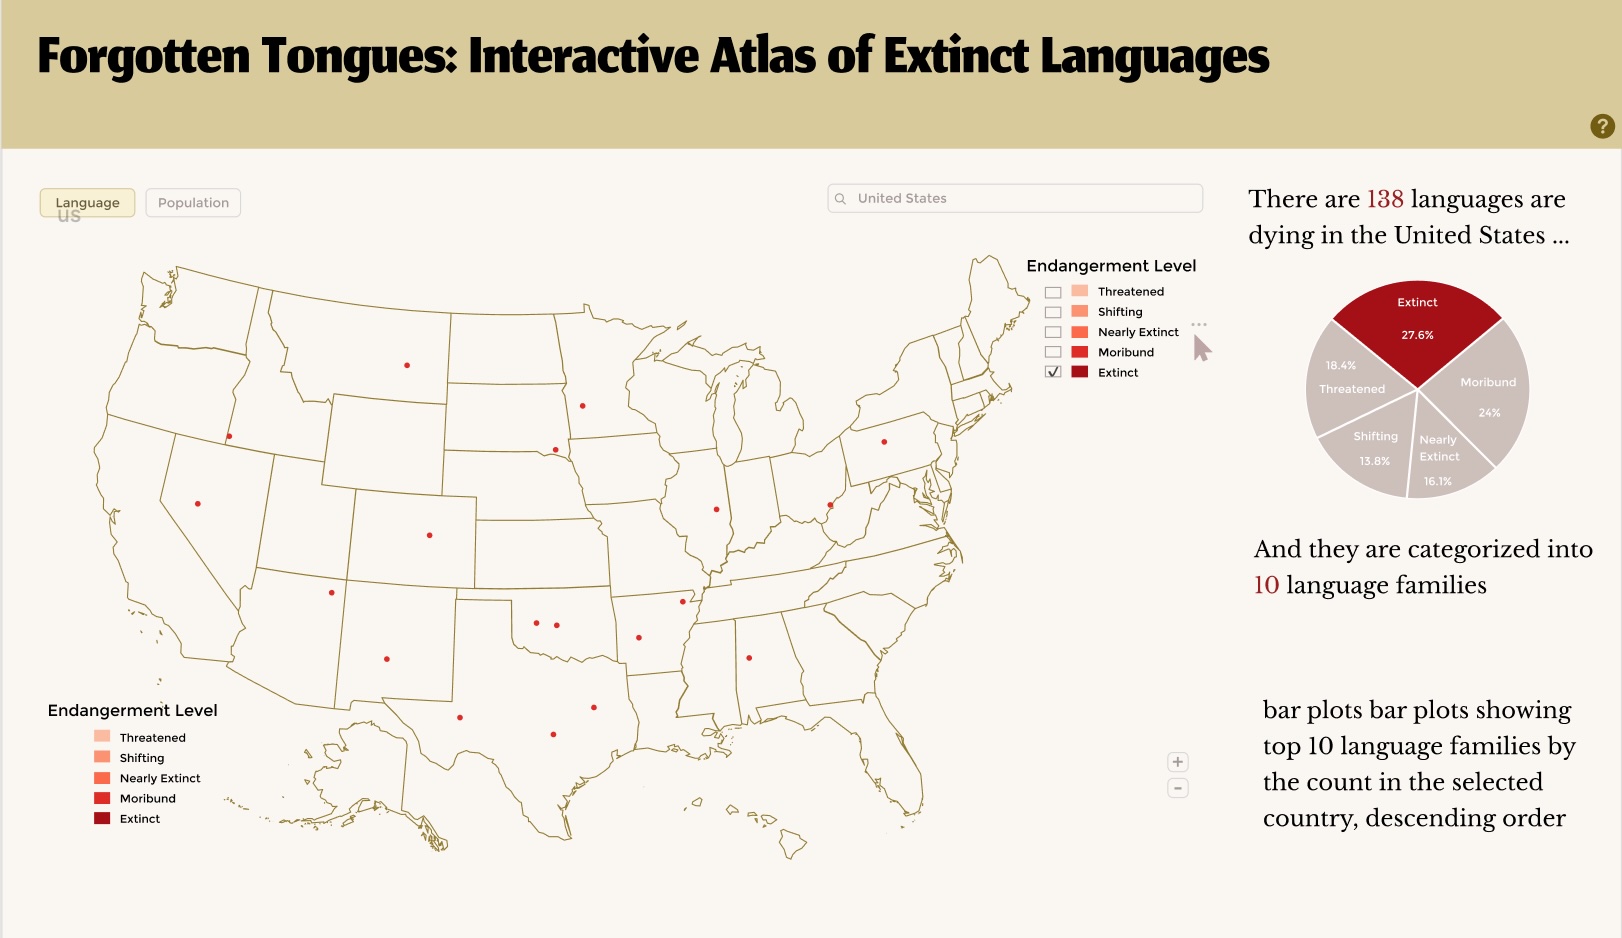 Forgotten Tongues: Interactive Atlas of Extinct Languages
?
Language
Population
us
United States
There are 138 languages are
dying in the United States ...
Endangerment Level
Threatened
Shifting
Nearly Extinct
Moribund
Extinct
Extinct
27.6%
18.4%
Threatened
Moribund
24%
Shifting
13.8%
Nearly
Extinct
16.1%
And they are categorized into
10 language families
Endangerment Level
Threatened
Shifting
Nearly Extinct
Moribund
Extinct
+
-
bar plots bar plots showing
top 10 language families by
the count in the selected
country, descending order